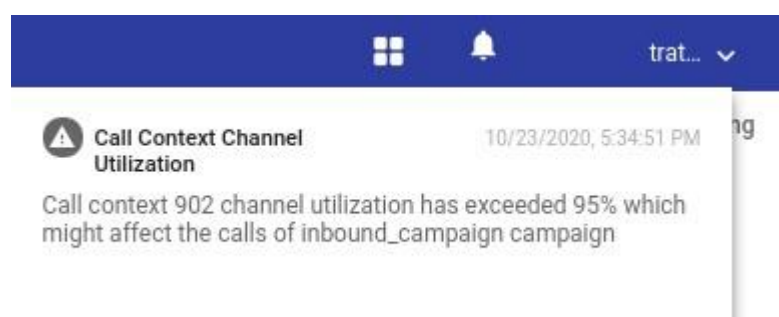 trat...
ng
Call Context Channel 10/23/2020, 5:34:51 PM
Utilization
Call context 902 channel utilization has exceeded 95% which
might affect the calls of inbound_campaign campaign